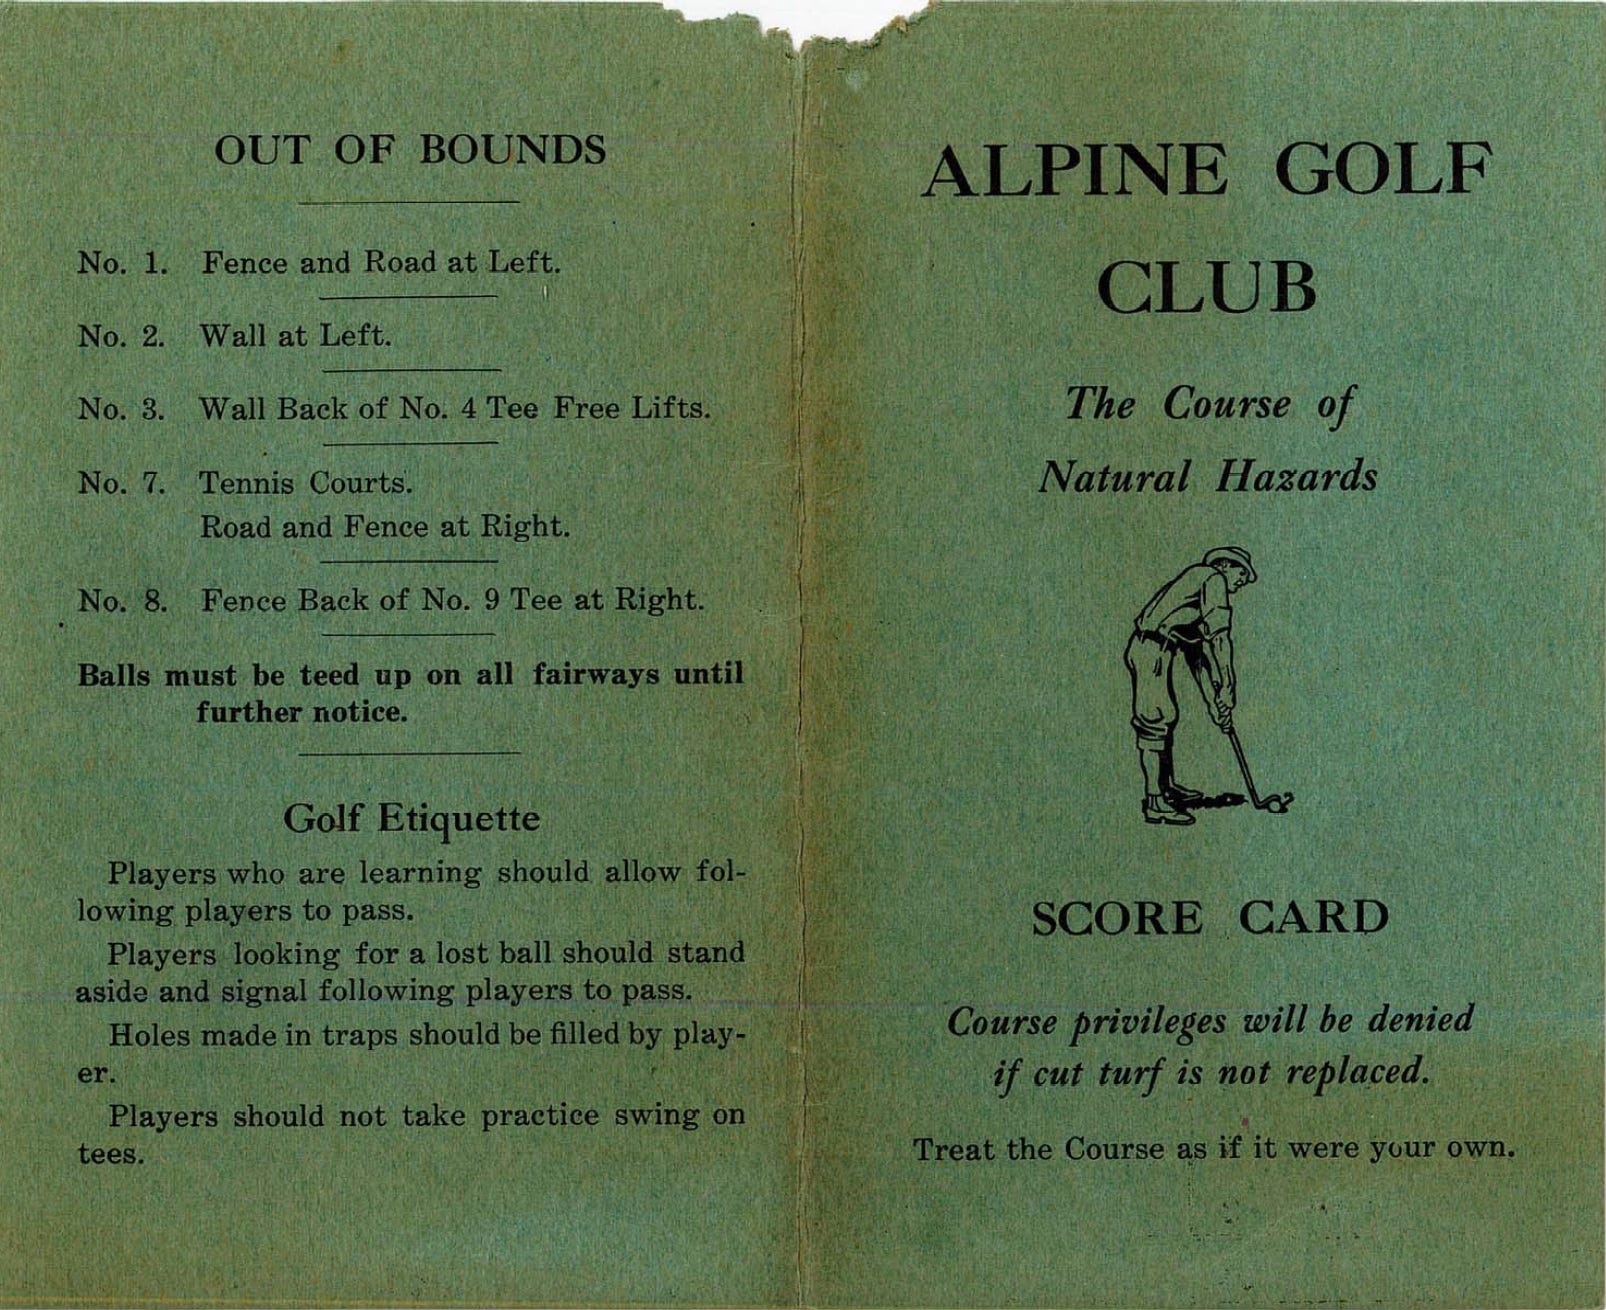 OUT OF BOUNDS
No. 1. Fence and Road at Left.
No. 2. Wall at Left.
No. 3. Wall Back of No. 4 Tee Free Lifts.
No. 7. Tennis Courts.
Road and Fence at Right.
No. 8. Fence Back of No. 9 Tee at Right.
Balls must be teed up on all fairways until
further notice.
Golf Etiquette
Players who are learning should allow fol-
lowing players to pass.
Players looking for a lost ball should stand
aside and signal following players to pass.
Holes made in traps should be filled by play-
er.
Players should not take practice swing on
tees.
ALPINE GOLF
CLUB
The Course of
Natural Hazards
SCORE CARD
Course privileges will be denied
if cut turf is not replaced.
Treat the Course as if it were your own.